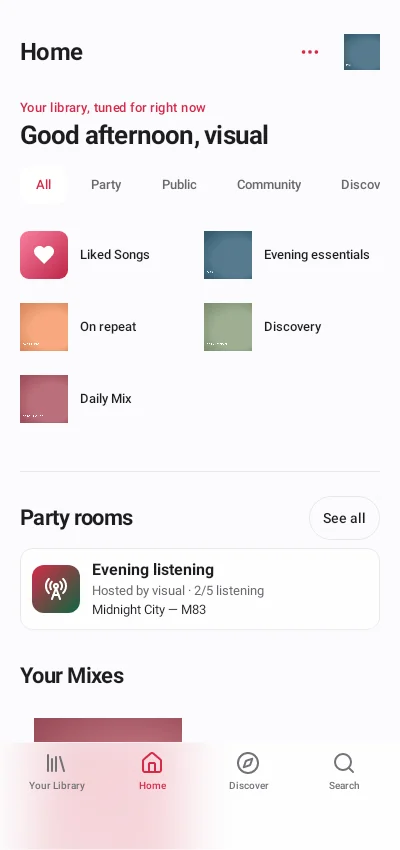 Home
Your library, tuned for right now
Good afternoon, visual
All
Party
Public
Community
Discov
Liked Songs
Evening essentials
On repeat
Discovery
Daily Mix
Party rooms
See all
Evening listening
Hosted by visual · 2/5 listening
Midnight City — M83
Your Mixes
Your Library
Home
Discover
Search